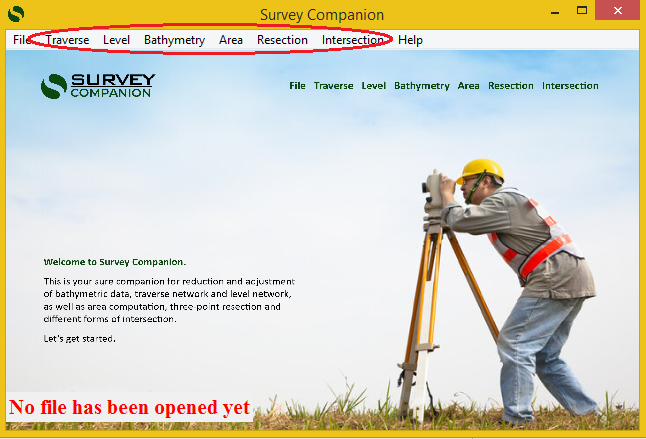 Survey Companion
File Traverse Level Bathymetry Area Resection Intersection Help
SURVEY
COMPANION
File Traverse Level Bathymetry Area Resection Intersection
Welcome to Survey Companion.
This is your sure companion for reduction and adjustment
of bathymetric data, traverse network and level network,
as well as area computation, three-point resection and
different forms of intersection.
Let's get started.
No file has been opened yet